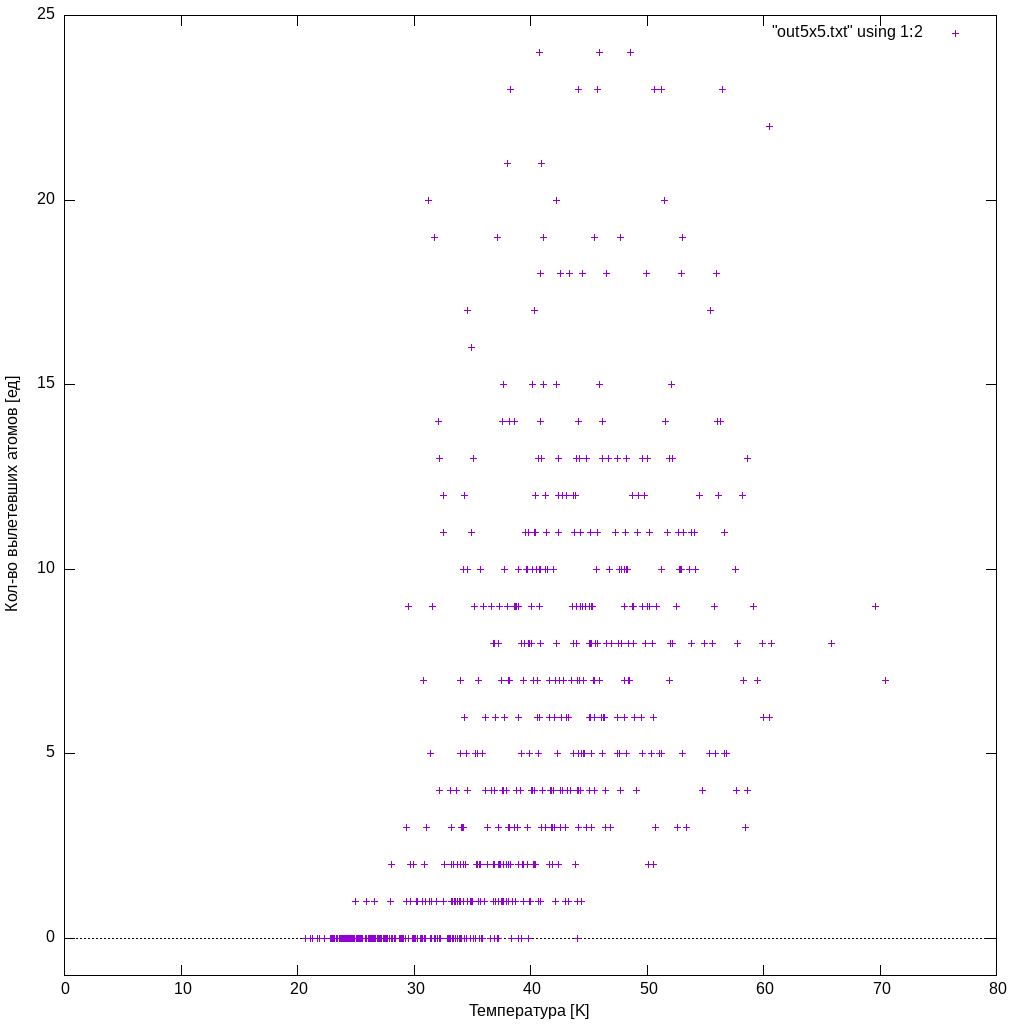 25
"out5x5.txt" using 1:2
20
15
10
5
0
Кол-во вылетевших атомов [ед]
0 10 20 30 40 50 60 70 80
Температура [K]